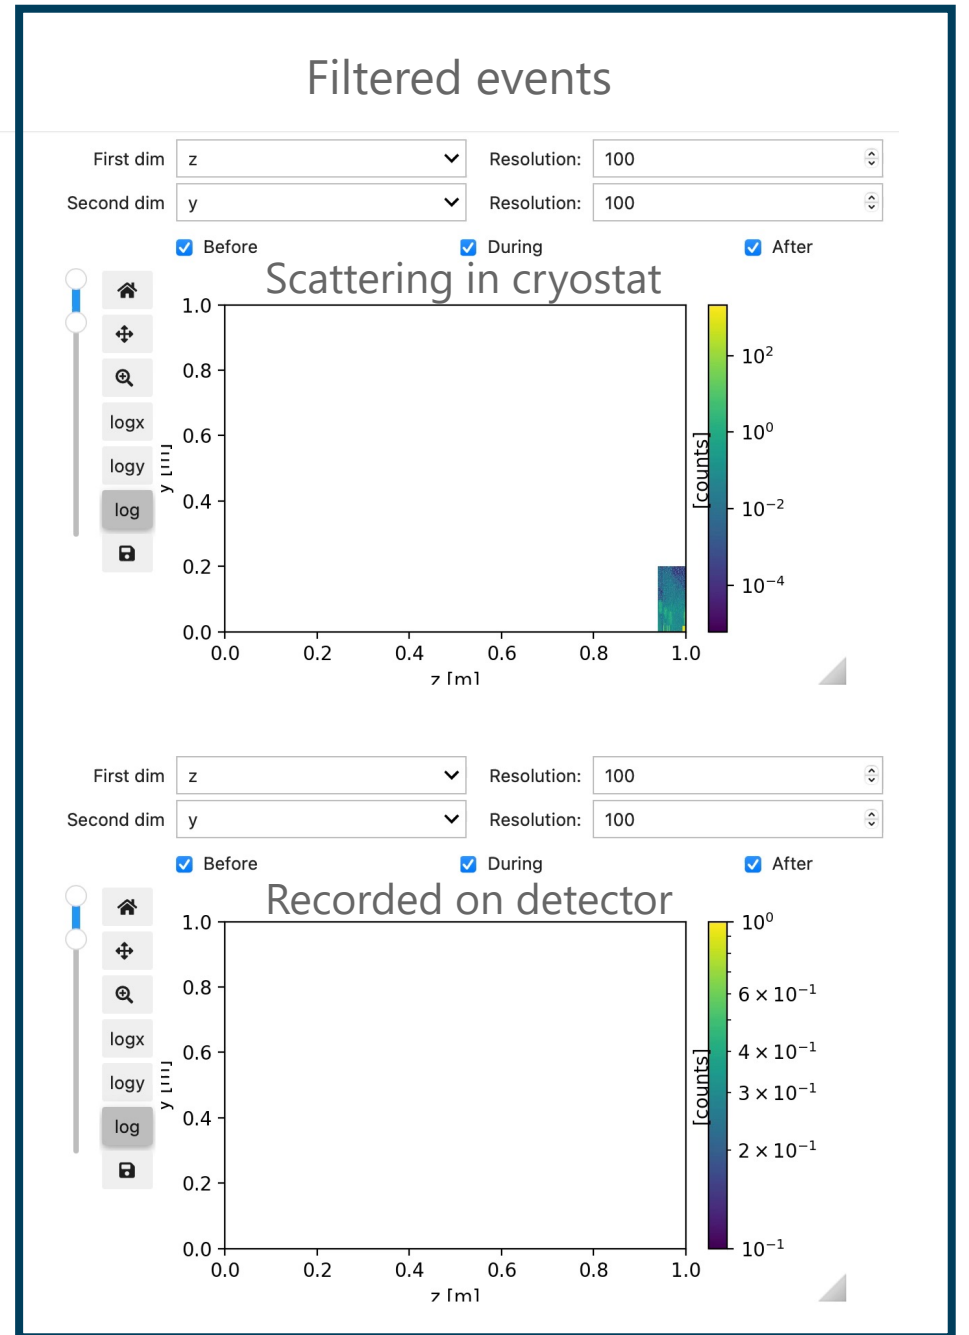 Filtered events
First dim z Resolution: 100
Second dim y Resolution: 100
Before During After
Scattering in cryostat
logx
logy
log
y [m]
1.0
0.8
0.6
0.4
0.2
0.0
0.0 0.2 0.4 0.6 0.8 1.0
z [m]
[counts]
10²
10⁰
10⁻²
10⁻⁴
First dim z Resolution: 100
Second dim y Resolution: 100
Before During After
Recorded on detector
logx
logy
log
y [m]
1.0
0.8
0.6
0.4
0.2
0.0
0.0 0.2 0.4 0.6 0.8 1.0
z [m]
[counts]
10⁰
6 × 10⁻¹
4 × 10⁻¹
3 × 10⁻¹
2 × 10⁻¹
10⁻¹